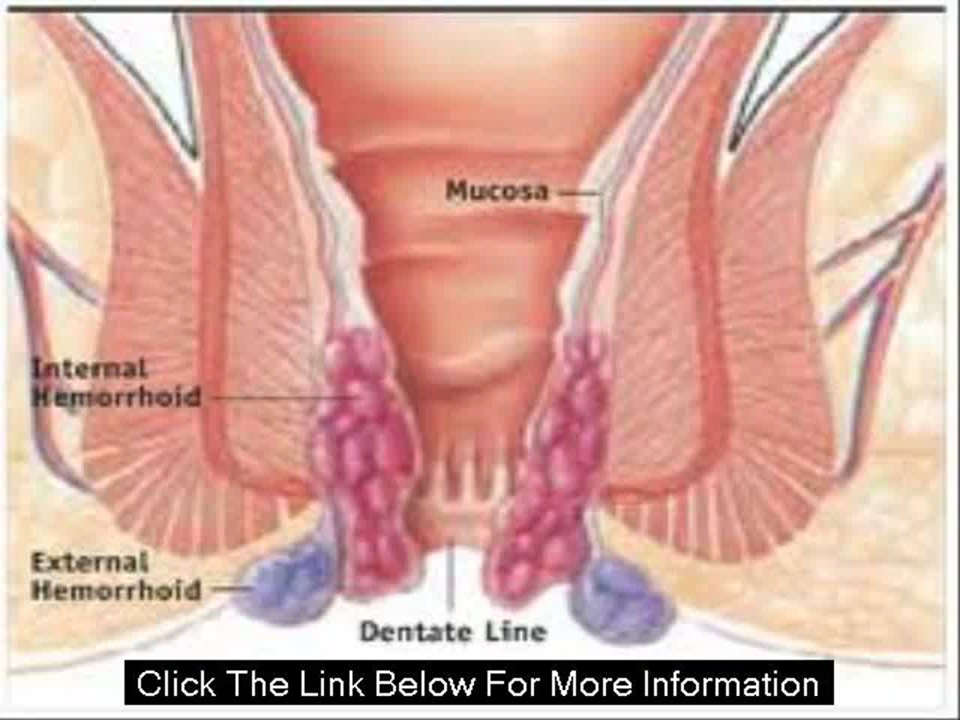 Mucosa
Internal
Hemorrhoid
External
Hemorrhoid
Dentate Line
Click The Link Below For More Information